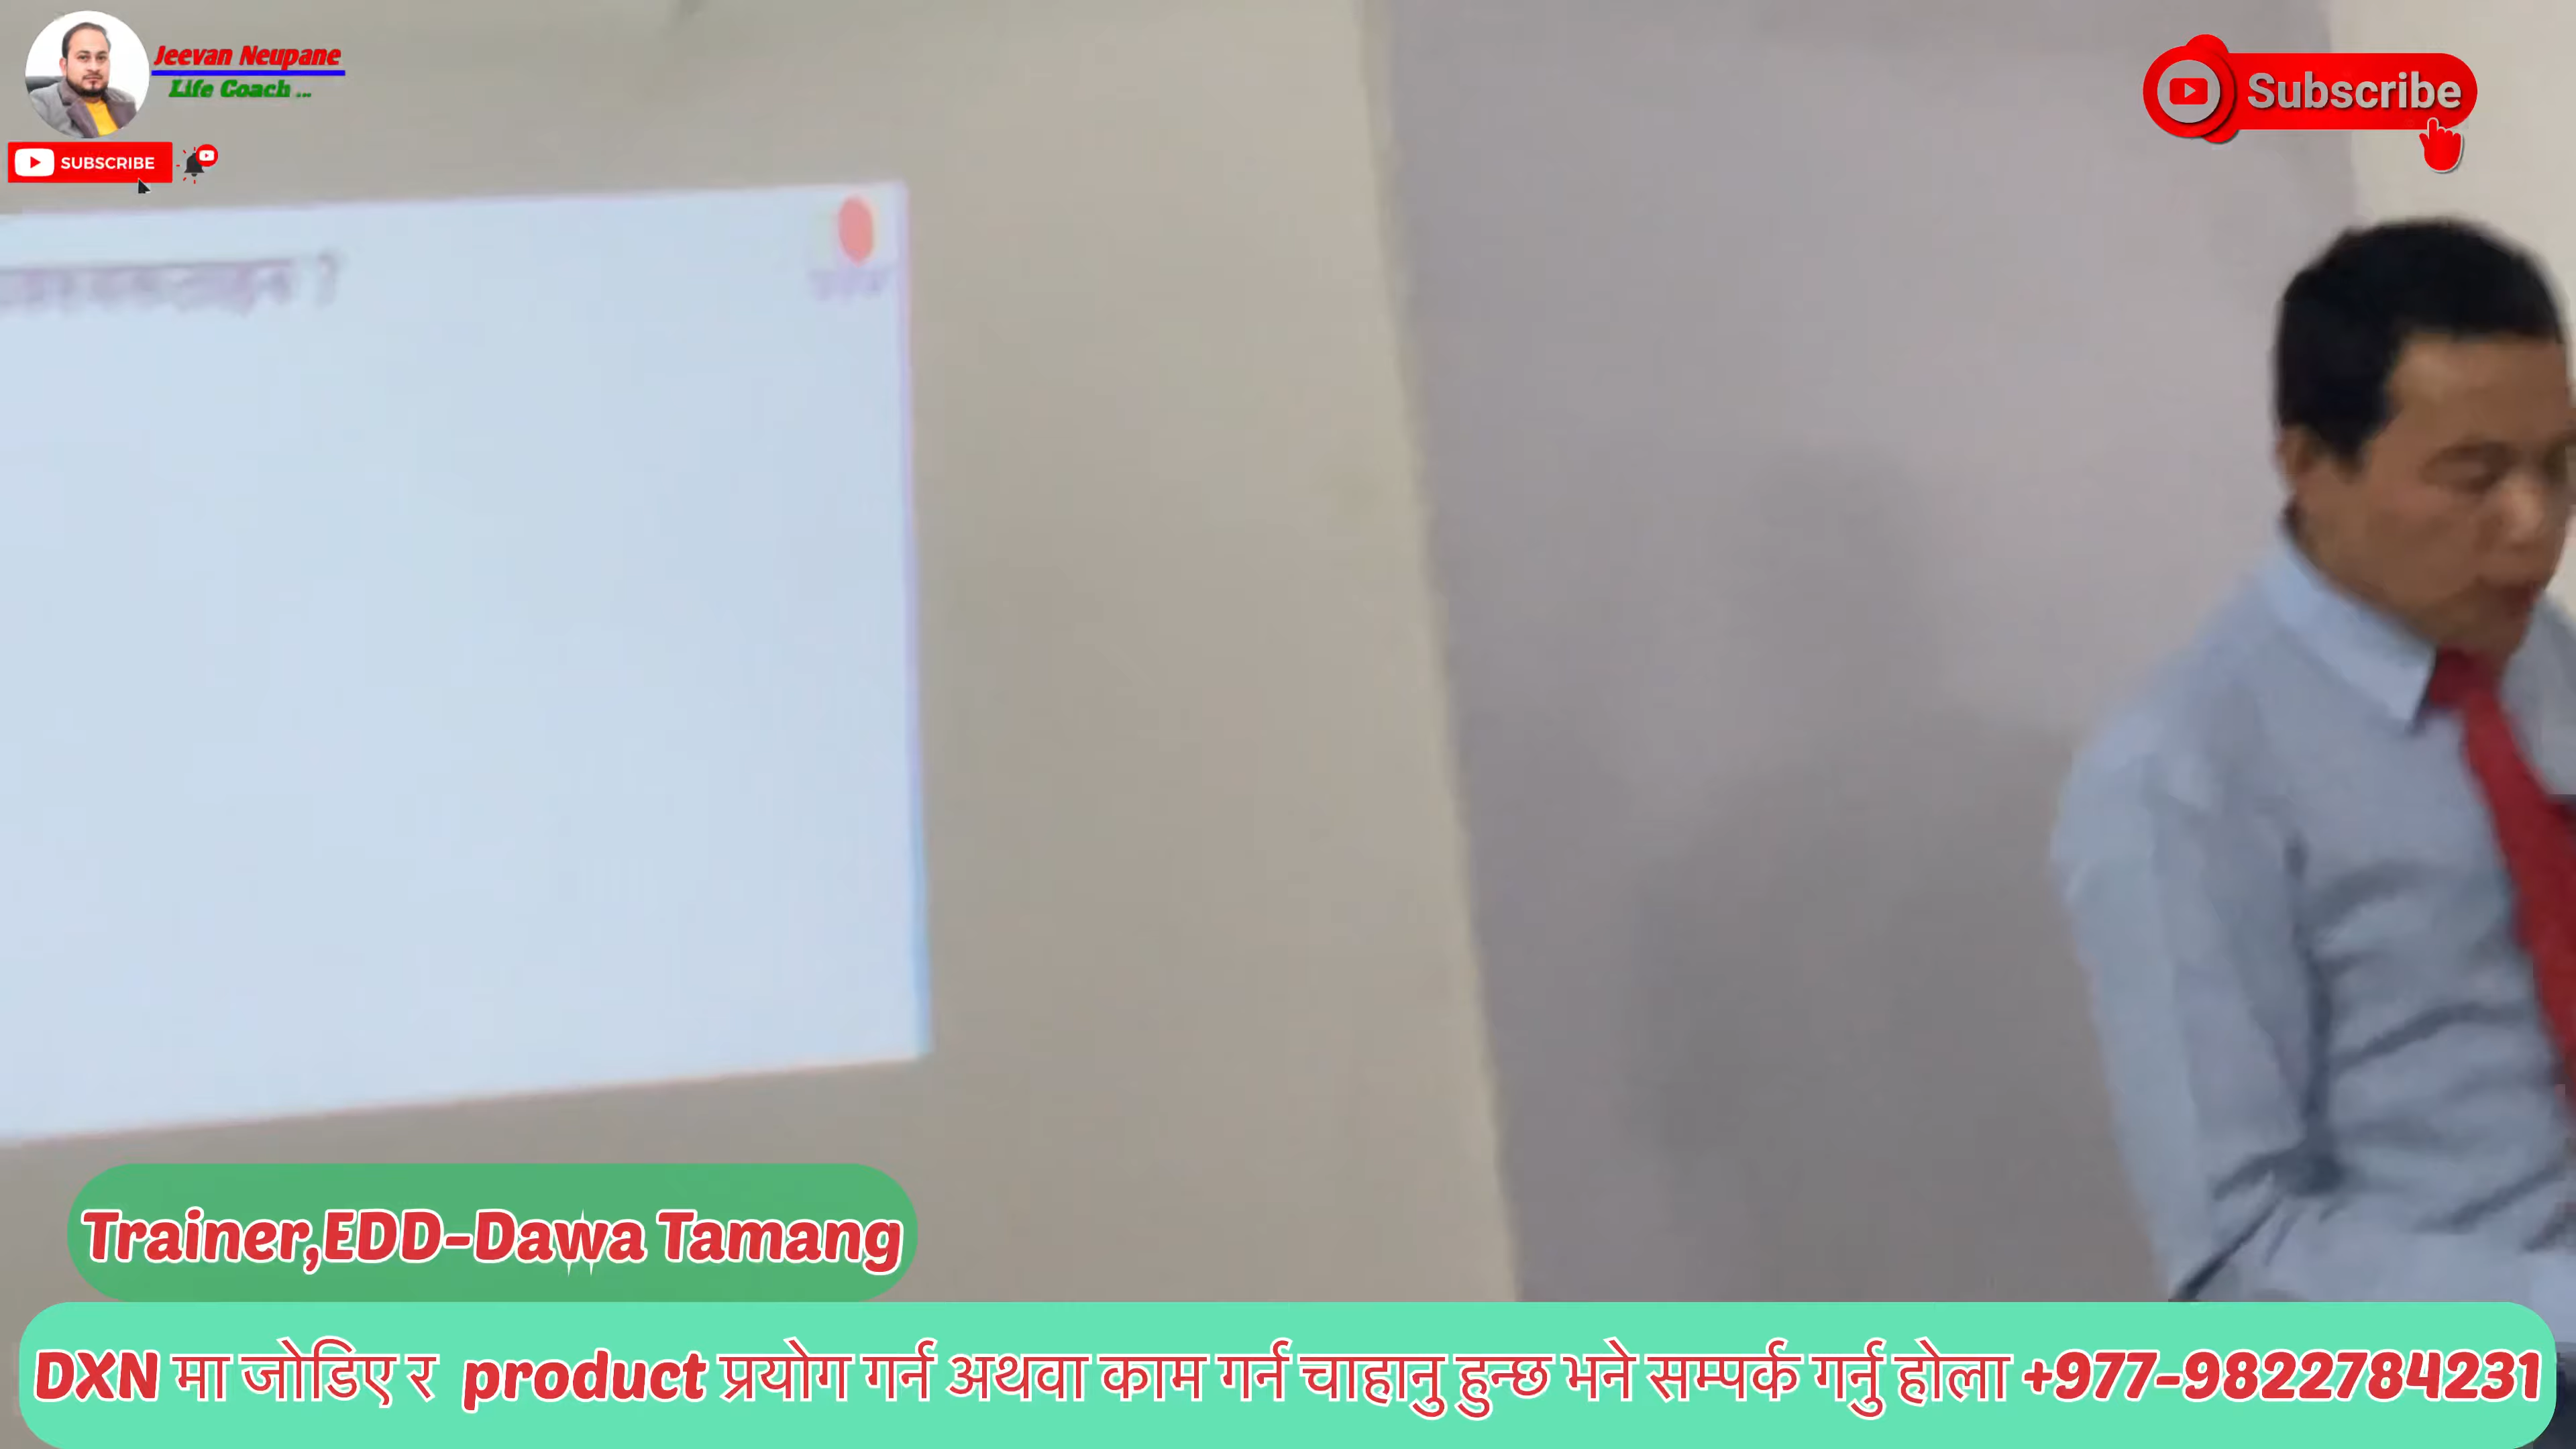 Jeevan Neupane
Life Coach ...
SUBSCRIBE
Subscribe
?
Trainer,EDD-Dawa Tamang
DXN मा जोडिए र product प्रयोग गर्न अथवा काम गर्न चाहानु हुन्छ भने सम्पर्क गर्नु होला +977-9822784231